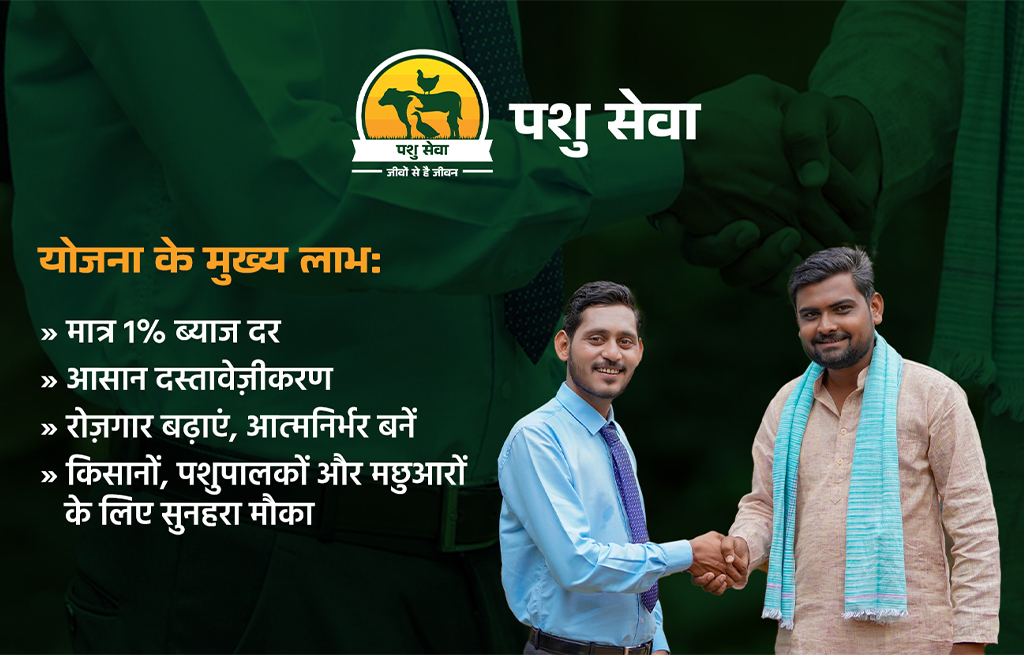 पशु सेवा
जीवों से है जीवन
पशु सेवा
योजना के मुख्य लाभ:
» मात्र 1% ब्याज दर
» आसान दस्तावेज़ीकरण
» रोज़गार बढ़ाएं, आत्मनिर्भर बनें
» किसानों, पशुपालकों और मछुआरों
के लिए सुनहरा मौका